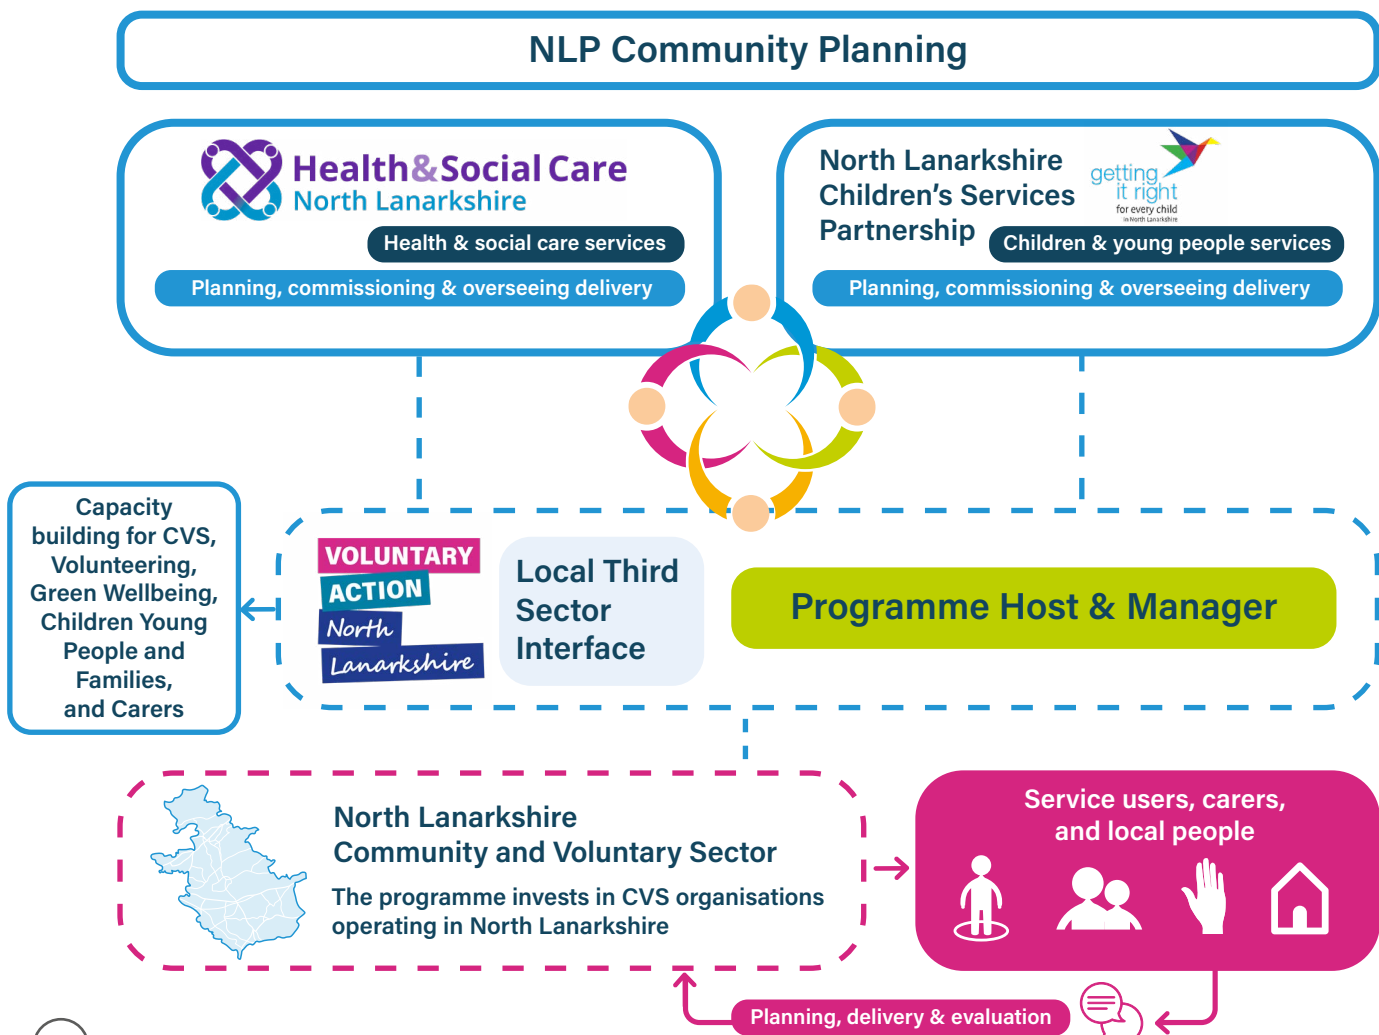 NLP Community Planning
Health&Social Care
North Lanarkshire
Health & social care services
Planning, commissioning & overseeing delivery
North Lanarkshire
Children's Services
Partnership
getting
it right
for every child
in North Lanarkshire
Children & young people services
Planning, commissioning & overseeing delivery
Capacity
building for CVS,
Volunteering,
Green Wellbeing,
Children Young
People and
Families,
and Carers
VOLUNTARY
ACTION
North
Lanarkshire
Local Third
Sector
Interface
Programme Host & Manager
North Lanarkshire
Community and Voluntary Sector
The programme invests in CVS organisations
operating in North Lanarkshire
Service users, carers,
and local people
Planning, delivery & evaluation